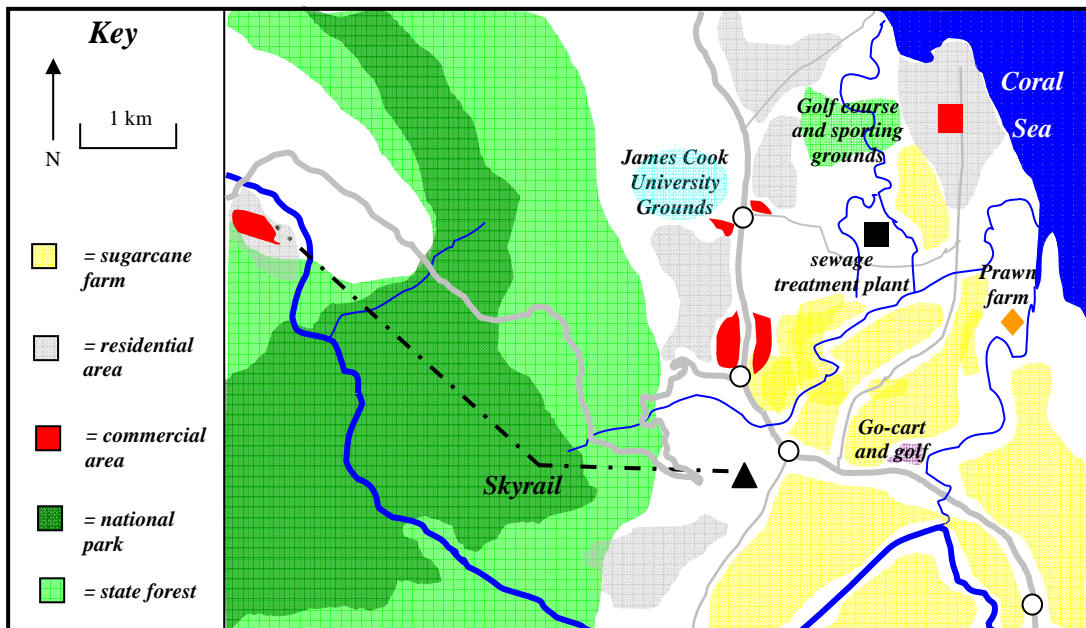 Key
1 km
N
= sugarcane
farm
= residential
area
= commercial
area
= national
park
= state forest
Coral
Sea
Golf course
and sporting
grounds
James Cook
University
Grounds
sewage
treatment plant
Prawn
farm
Go-cart
and golf
Skyrail